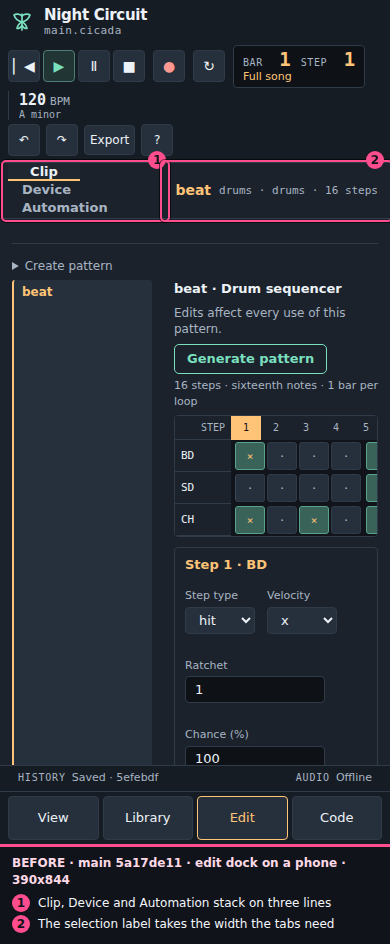 Night Circuit
main.cicada
BAR 1 STEP 1
Full song
120 BPM
A minor
Export ?
Clip
Device
Automation
1
2
beat drums · drums · 16 steps
Create pattern
beat
beat · Drum sequencer
Edits affect every use of this
pattern.
Generate pattern
16 steps · sixteenth notes · 1 bar per
loop
STEP 1 2 3 4 5
BD × · · ·
SD · · · ·
CH × · × ·
Step 1 · BD
Step type Velocity
hit x
Ratchet
1
Chance (%)
100
HISTORY Saved · 5efebdf AUDIO Offline
View Library Edit Code
BEFORE · main 5a17de11 · edit dock on a phone ·
390x844
1 Clip, Device and Automation stack on three lines
2 The selection label takes the width the tabs need